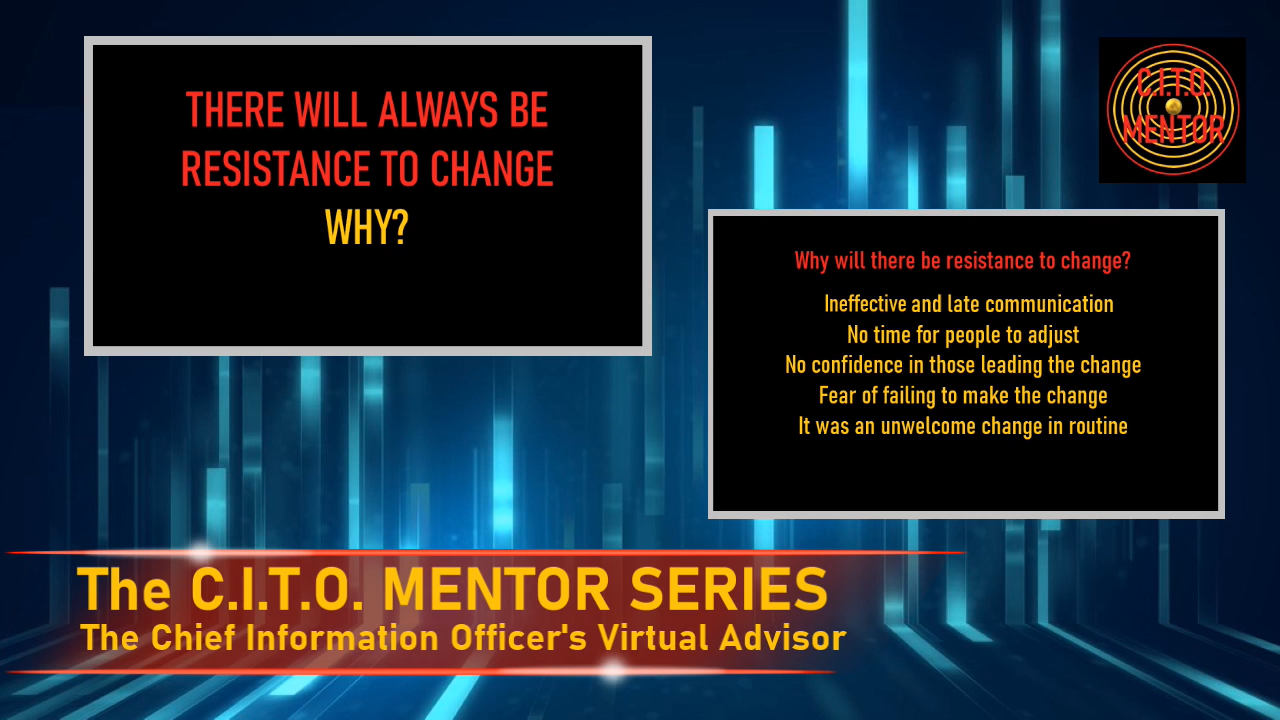 THERE WILL ALWAYS BE
RESISTANCE TO CHANGE
WHY?
C.I.T.O.
MENTOR
Why will there be resistance to change?
Ineffective and late communication
No time for people to adjust
No confidence in those leading the change
Fear of failing to make the change
It was an unwelcome change in routine
The C.I.T.O. MENTOR SERIES
The Chief Information Officer's Virtual Advisor